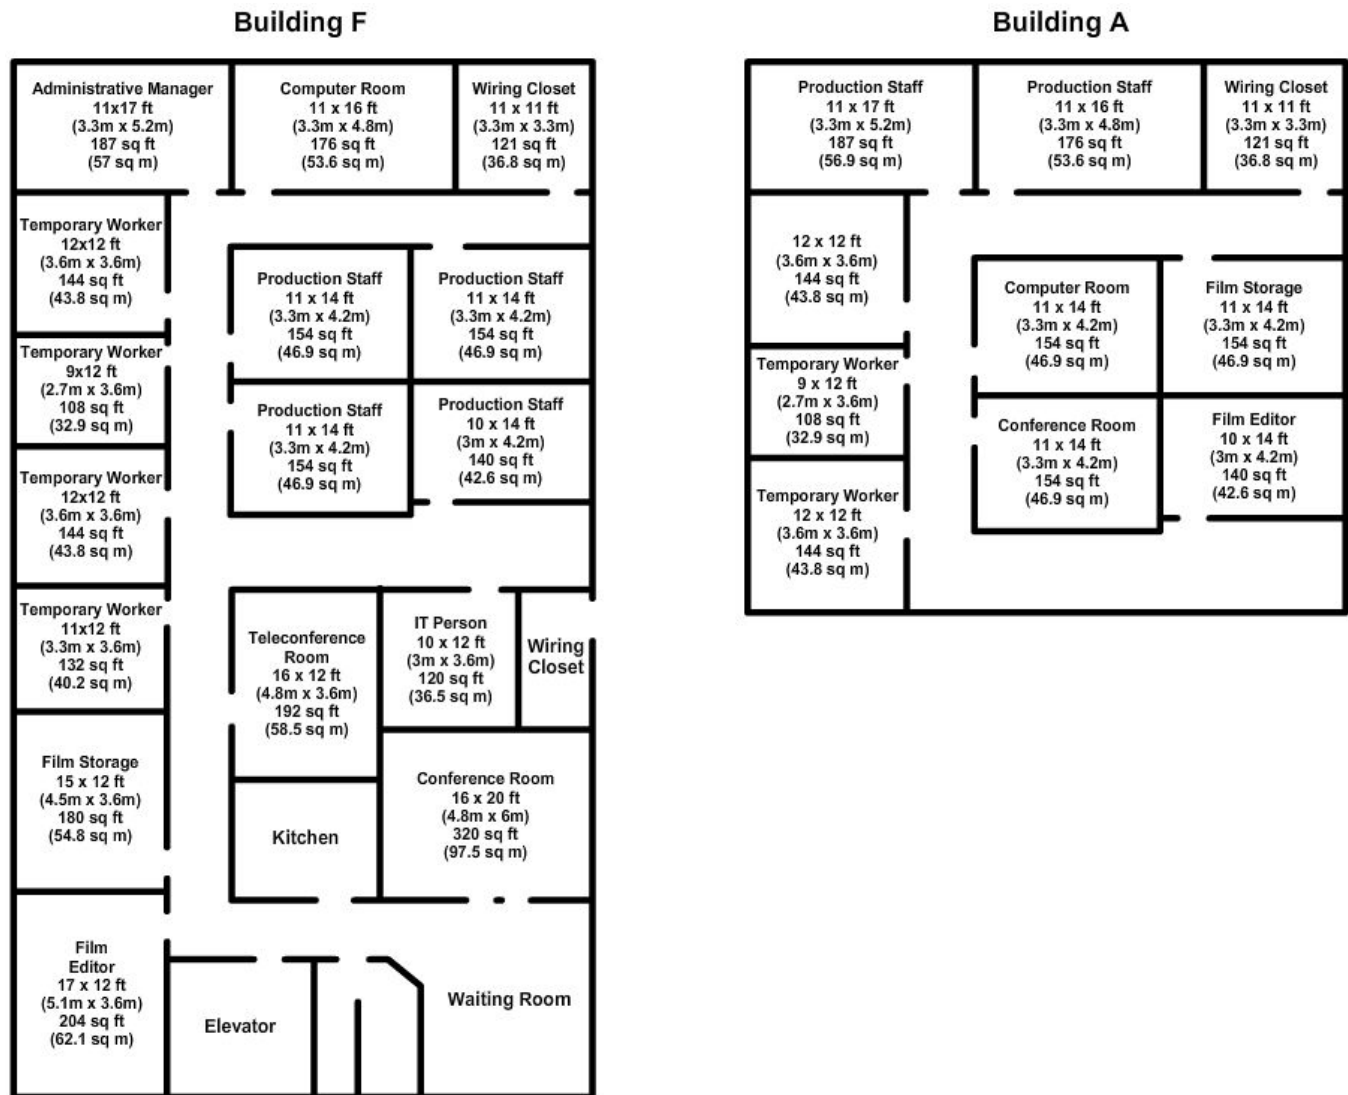 Building F
Administrative Manager
11x17 ft
(3.3m x 5.2m)
187 sq ft
(57 sq m)
Computer Room
11 x 16 ft
(3.3m x 4.8m)
176 sq ft
(53.6 sq m)
Wiring Closet
11 x 11 ft
(3.3m x 3.3m)
121 sq ft
(36.8 sq m)
Temporary Worker
12x12 ft
(3.6m x 3.6m)
144 sq ft
(43.8 sq m)
Production Staff
11 x 14 ft
(3.3m x 4.2m)
154 sq ft
(46.9 sq m)
Production Staff
11 x 14 ft
(3.3m x 4.2m)
154 sq ft
(46.9 sq m)
Temporary Worker
9x12 ft
(2.7m x 3.6m)
108 sq ft
(32.9 sq m)
Production Staff
11 x 14 ft
(3.3m x 4.2m)
154 sq ft
(46.9 sq m)
Production Staff
10 x 14 ft
(3m x 4.2m)
140 sq ft
(42.6 sq m)
Temporary Worker
12x12 ft
(3.6m x 3.6m)
144 sq ft
(43.8 sq m)
Temporary Worker
11x12 ft
(3.3m x 3.6m)
132 sq ft
(40.2 sq m)
Teleconference
Room
16 x 12 ft
(4.8m x 3.6m)
192 sq ft
(58.5 sq m)
IT Person
10 x 12 ft
(3m x 3.6m)
120 sq ft
(36.5 sq m)
Wiring
Closet
Film Storage
15 x 12 ft
(4.5m x 3.6m)
180 sq ft
(54.8 sq m)
Kitchen
Conference Room
16 x 20 ft
(4.8m x 6m)
320 sq ft
(97.5 sq m)
Film
Editor
17 x 12 ft
(5.1m x 3.6m)
204 sq ft
(62.1 sq m)
Elevator
Waiting Room
Building A
Production Staff
11 x 17 ft
(3.3m x 5.2m)
187 sq ft
(56.9 sq m)
Production Staff
11 x 16 ft
(3.3m x 4.8m)
176 sq ft
(53.6 sq m)
Wiring Closet
11 x 11 ft
(3.3m x 3.3m)
121 sq ft
(36.8 sq m)
12 x 12 ft
(3.6m x 3.6m)
144 sq ft
(43.8 sq m)
Computer Room
11 x 14 ft
(3.3m x 4.2m)
154 sq ft
(46.9 sq m)
Film Storage
11 x 14 ft
(3.3m x 4.2m)
154 sq ft
(46.9 sq m)
Temporary Worker
9 x 12 ft
(2.7m x 3.6m)
108 sq ft
(32.9 sq m)
Conference Room
11 x 14 ft
(3.3m x 4.2m)
154 sq ft
(46.9 sq m)
Film Editor
10 x 14 ft
(3m x 4.2m)
140 sq ft
(42.6 sq m)
Temporary Worker
12 x 12 ft
(3.6m x 3.6m)
144 sq ft
(43.8 sq m)